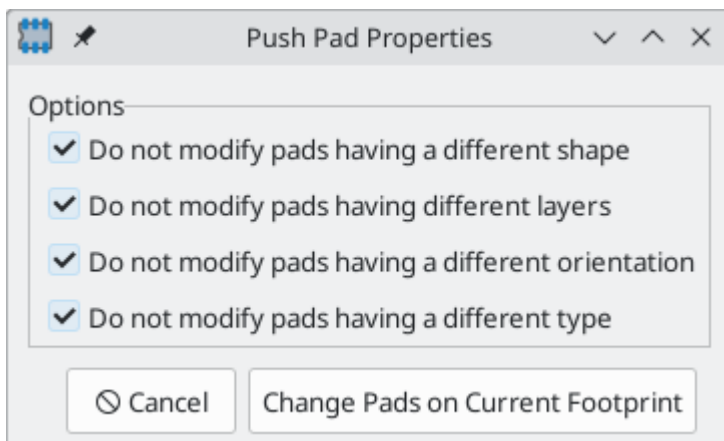 Push Pad Properties
Options
Do not modify pads having a different shape
Do not modify pads having different layers
Do not modify pads having a different orientation
Do not modify pads having a different type
Cancel
Change Pads on Current Footprint